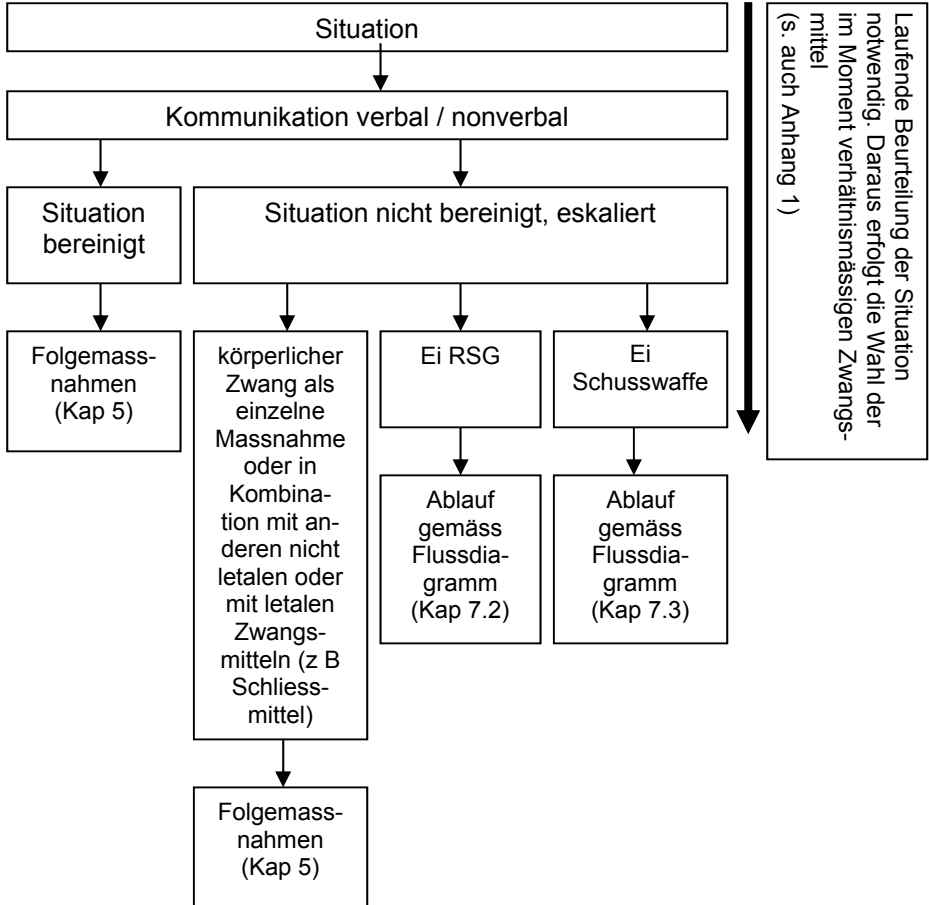 Situation
Kommunikation verbal / nonverbal
Situation
bereinigt
Situation nicht bereinigt, eskaliert
Folgemass-
nahmen
(Kap 5)
körperlicher
Zwang als
einzelne
Massnahme
oder in
Kombina-
tion mit an-
deren nicht
letalen oder
mit letalen
Zwangs-
mitteln (z B
Schliess-
mittel)
Ei RSG
Ei
Schusswaffe
Ablauf
gemäss
Flussdia-
gramm
(Kap 7.2)
Ablauf
gemäss
Flussdia-
gramm
(Kap 7.3)
Folgemass-
nahmen
(Kap 5)
Laufende Beurteilung der Situation
notwendig. Daraus erfolgt die Wahl der
im Moment verhältnismässigen Zwangs-
mittel
(s. auch Anhang 1)